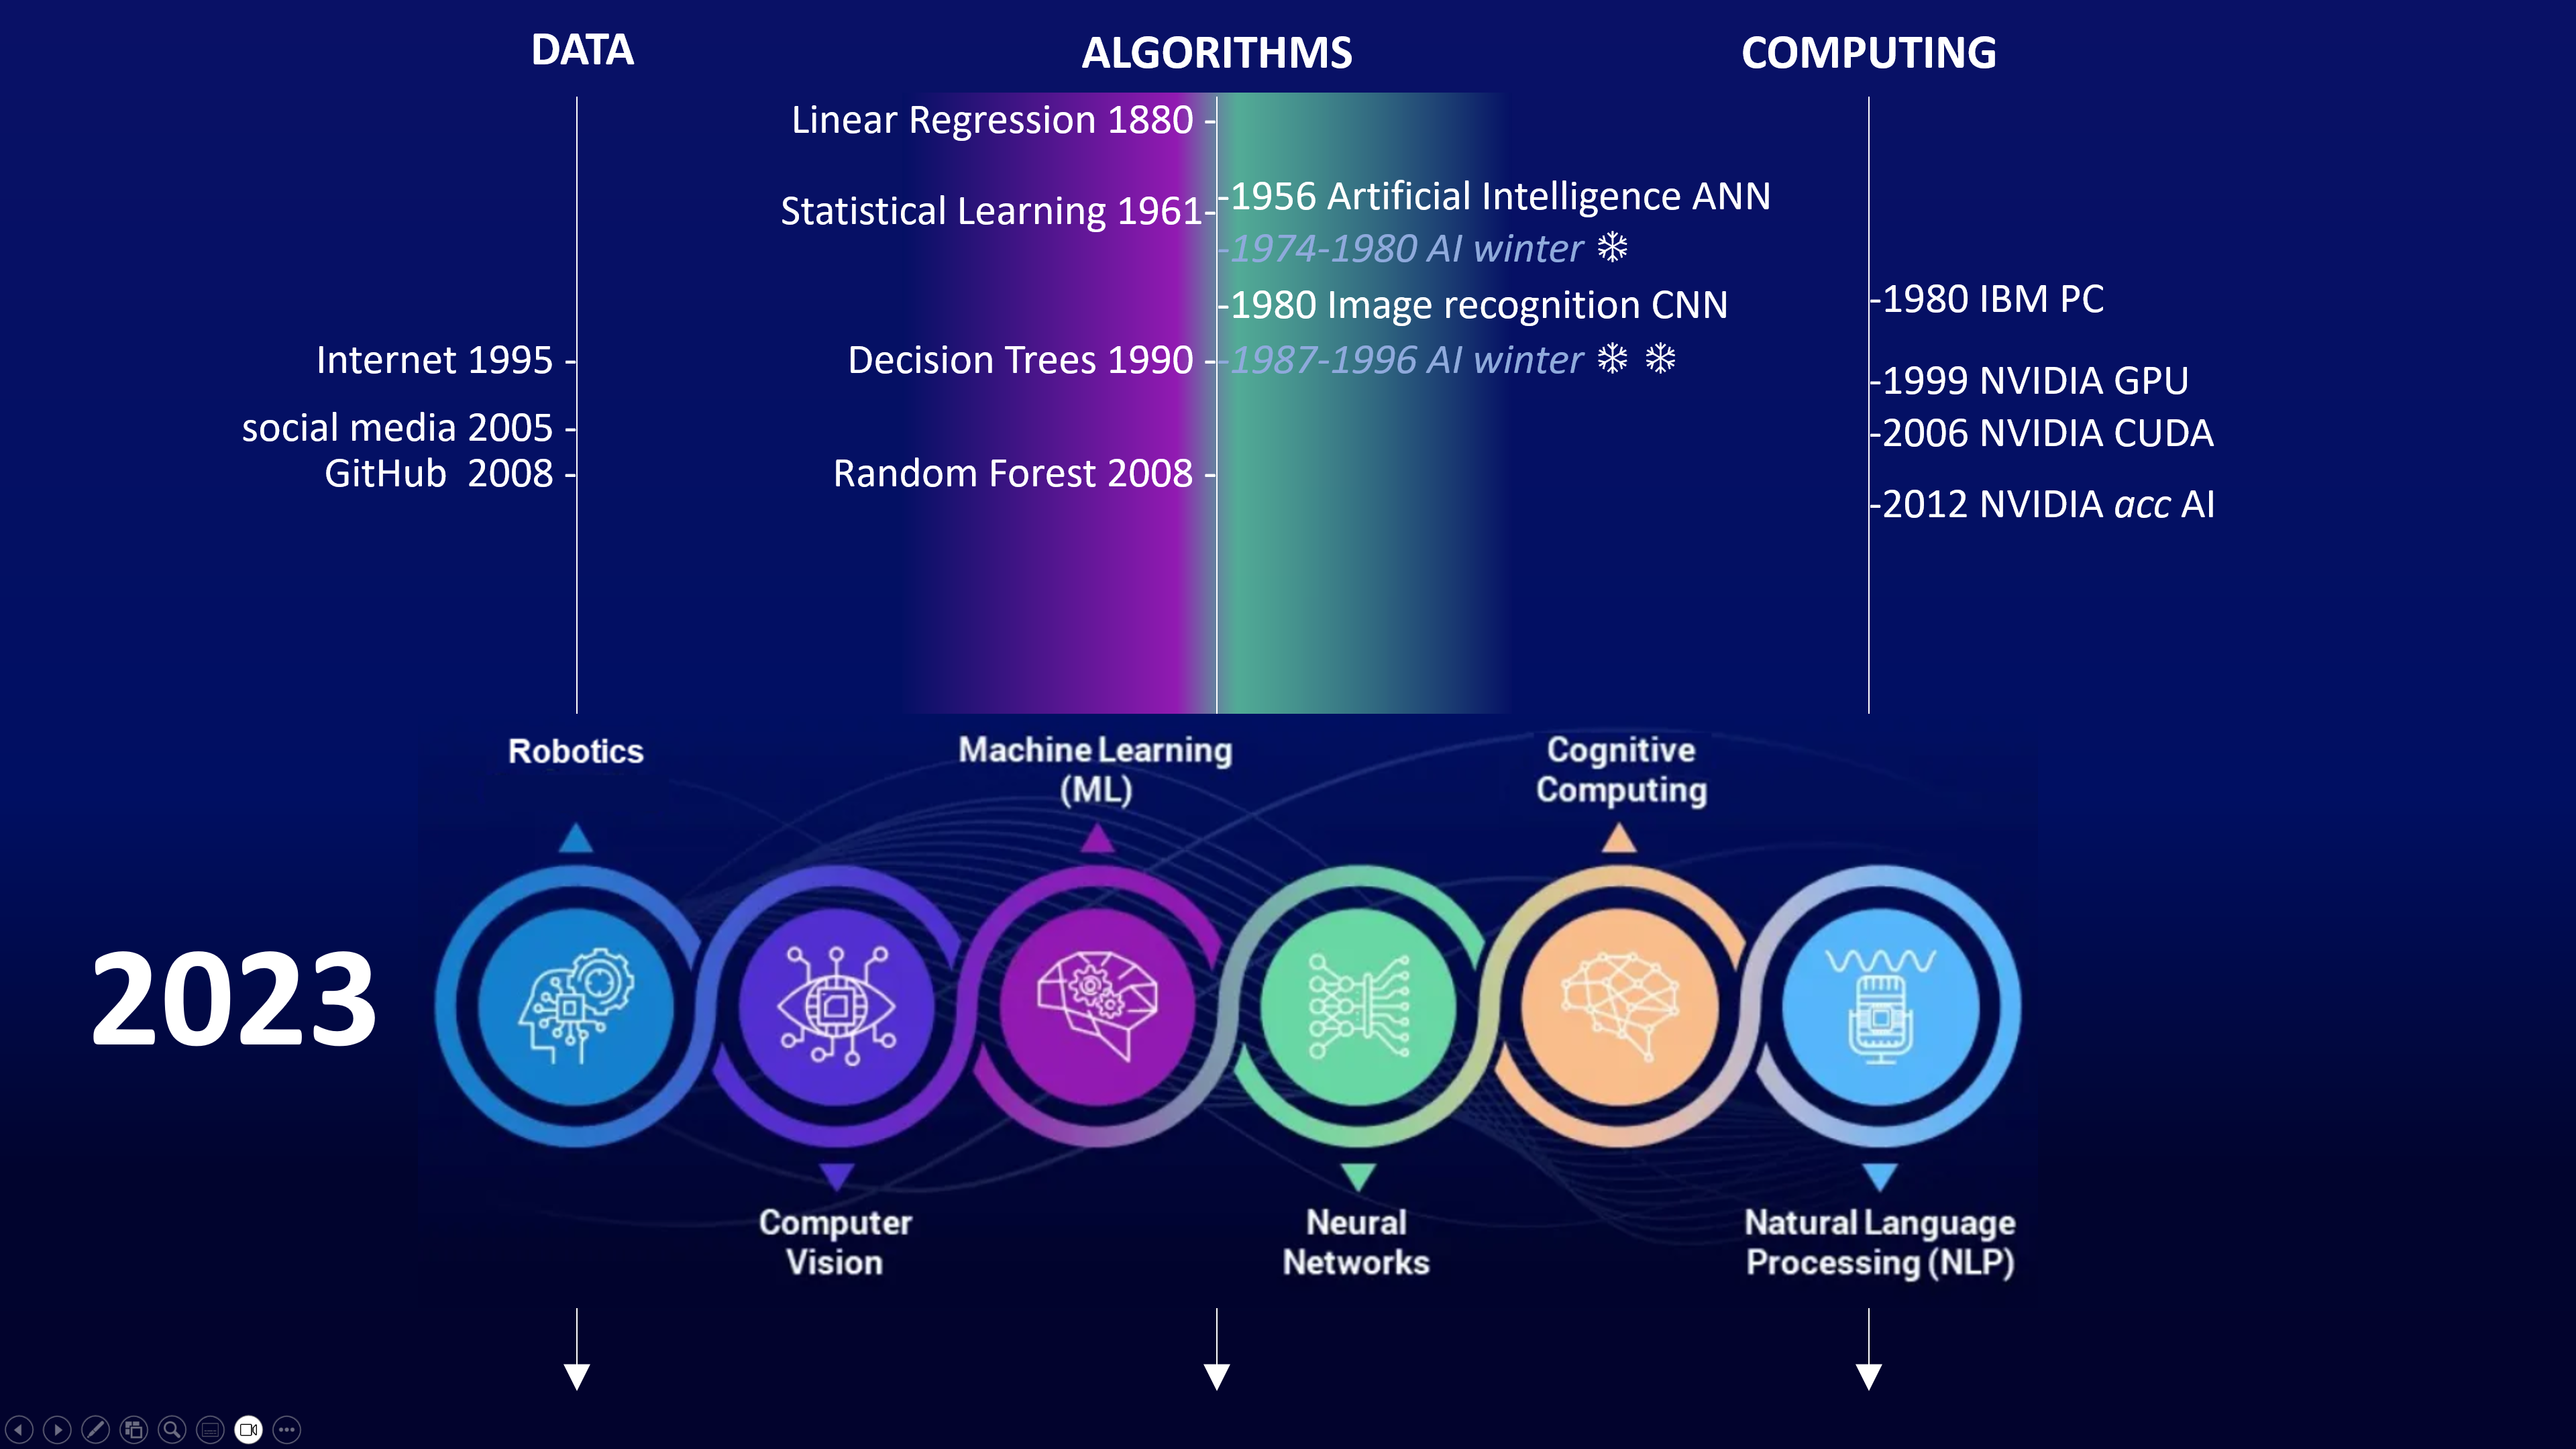 DATA
ALGORITHMS
COMPUTING
Linear Regression 1880 -
Statistical Learning 1961-
-1956 Artificial Intelligence ANN
-1974-1980 AI winter ❄
-1980 Image recognition CNN
-1980 IBM PC
Internet 1995 -
Decision Trees 1990 -
-1987-1996 AI winter ❄ ❄
-1999 NVIDIA GPU
social media 2005 -
-2006 NVIDIA CUDA
GitHub  2008 -
Random Forest 2008 -
-2012 NVIDIA acc AI
Robotics
Machine Learning
(ML)
Cognitive
Computing
2023
Computer
Vision
Neural
Networks
Natural Language
Processing (NLP)